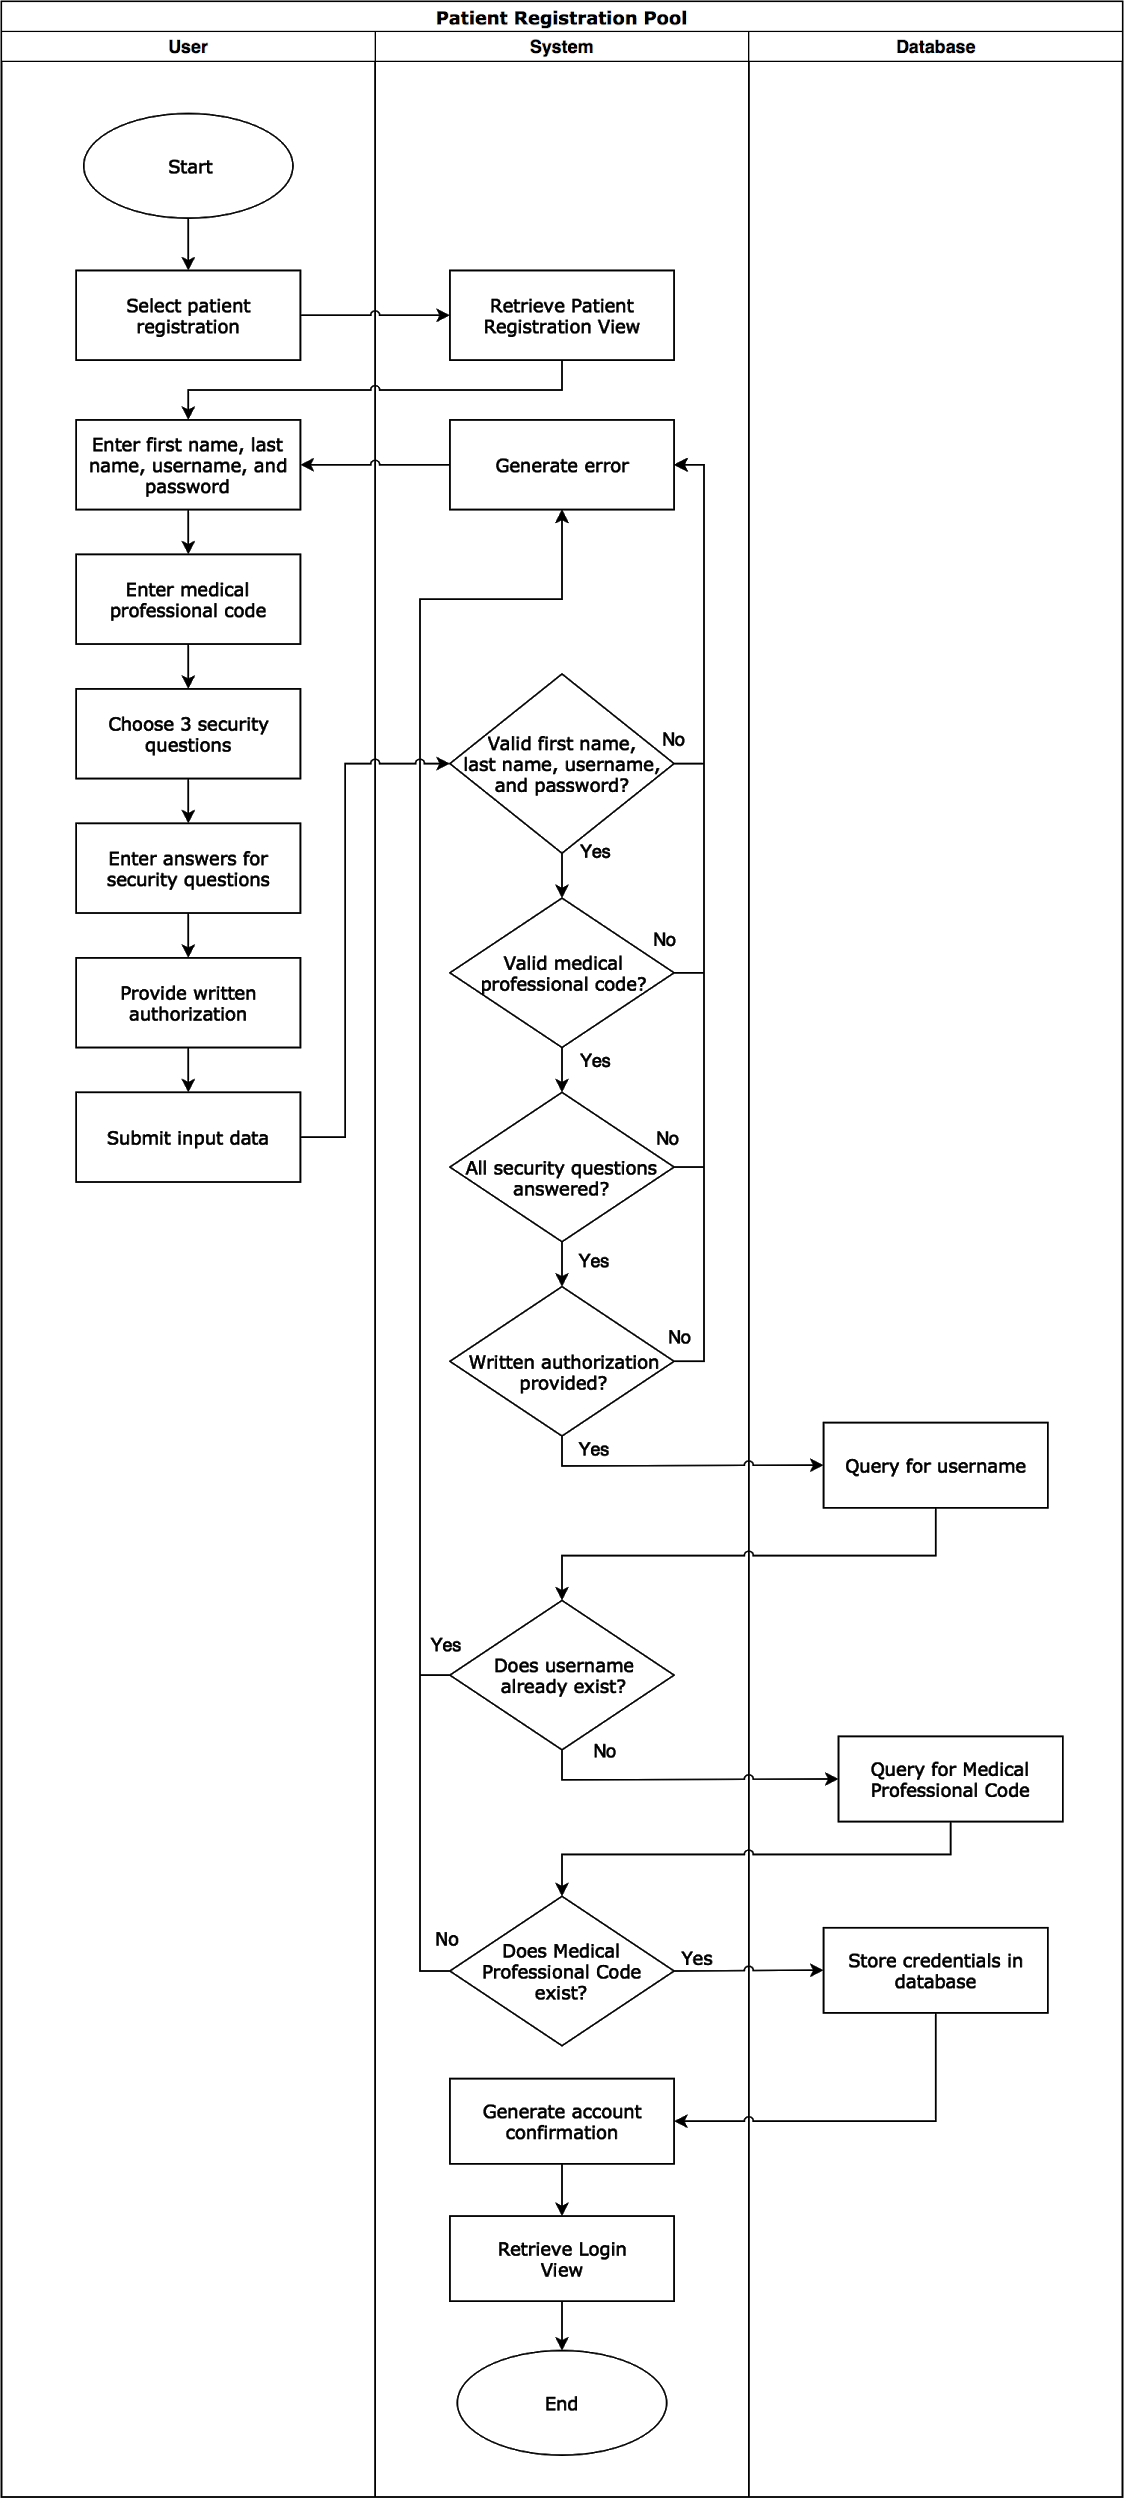 Patient Registration Pool
User
System
Database
Start
Select patient
registration
Retrieve Patient
Registration View
Enter first name, last
name, username, and
password
Generate error
Enter medical
professional code
Choose 3 security
questions
Valid first name,
last name, username,
and password?
No
Yes
Enter answers for
security questions
Valid medical
professional code?
No
Yes
Provide written
authorization
Submit input data
All security questions
answered?
No
Yes
Written authorization
provided?
No
Yes
Query for username
Does username
already exist?
Yes
No
Query for Medical
Professional Code
Does Medical
Professional Code
exist?
No
Yes
Store credentials in
database
Generate account
confirmation
Retrieve Login
View
End